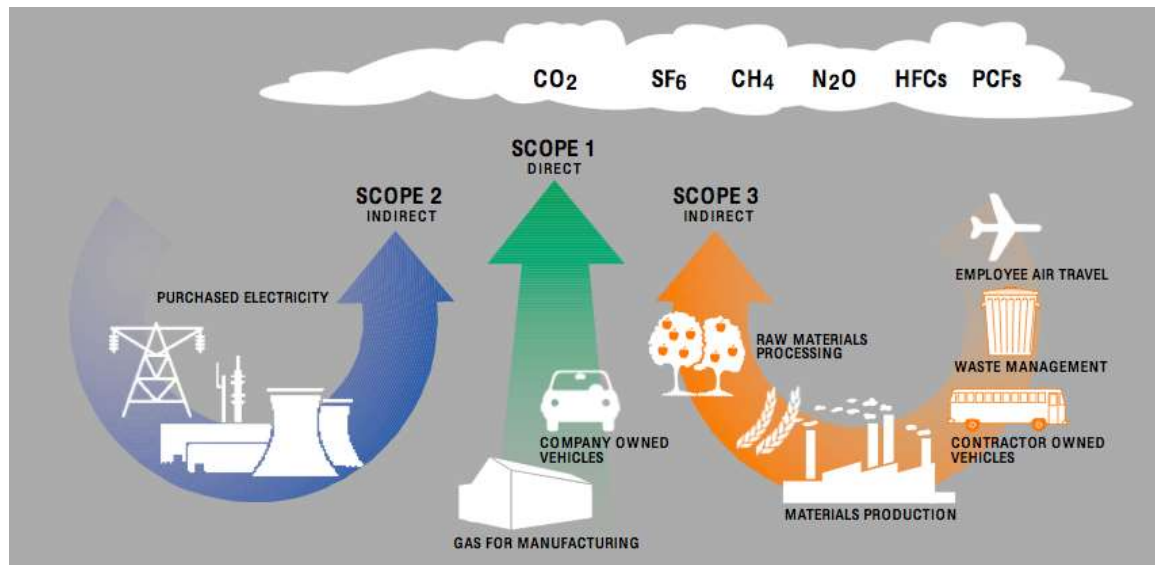 CO2 SF6 CH4 N2O HFCs PCFs
SCOPE 1
DIRECT
SCOPE 2
INDIRECT
SCOPE 3
INDIRECT
PURCHASED ELECTRICITY
COMPANY OWNED
VEHICLES
GAS FOR MANUFACTURING
RAW MATERIALS
PROCESSING
MATERIALS PRODUCTION
EMPLOYEE AIR TRAVEL
WASTE MANAGEMENT
CONTRACTOR OWNED
VEHICLES